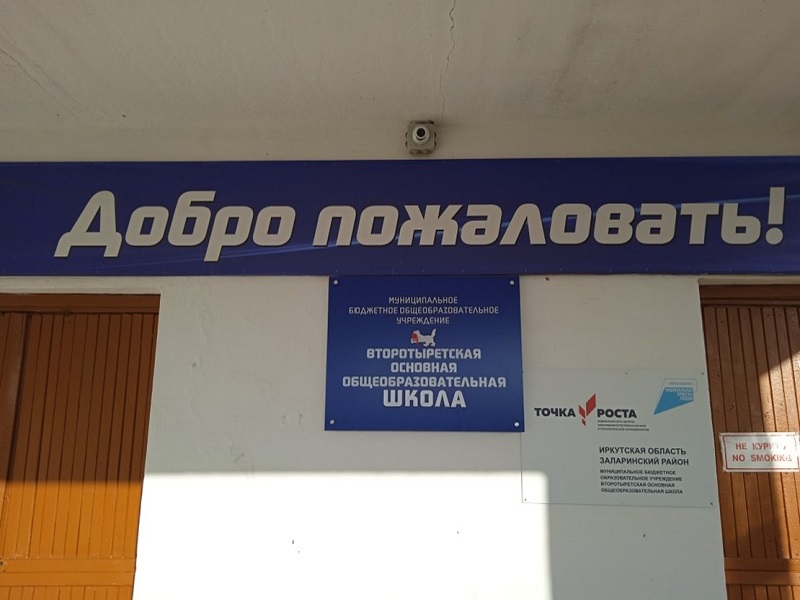 Добро пожаловать!
МУНИЦИПАЛЬНОЕ
БЮДЖЕТНОЕ ОБЩЕОБРАЗОВАТЕЛЬНОЕ
УЧРЕЖДЕНИЕ
ВТОРОТЫРЕТСКАЯ
ОСНОВНАЯ
ОБЩЕОБРАЗОВАТЕЛЬНАЯ
ШКОЛА
ТОЧКА РОСТА
ИРКУТСКАЯ ОБЛАСТЬ
ЗАЛАРИНСКИЙ РАЙОН
МУНИЦИПАЛЬНОЕ БЮДЖЕТНОЕ
ОБРАЗОВАТЕЛЬНОЕ УЧРЕЖДЕНИЕ
ВТОРОТЫРЕТСКАЯ ОСНОВНАЯ
ОБЩЕОБРАЗОВАТЕЛЬНАЯ ШКОЛА
НЕ КУРИТЬ
NO SMOKING